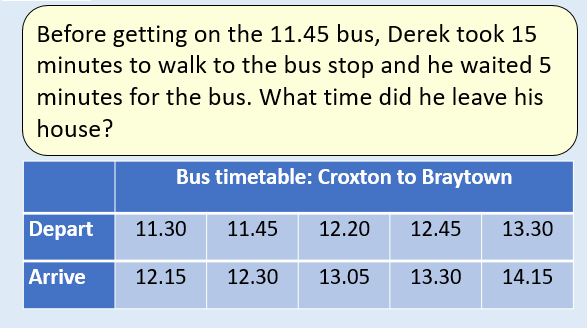 Before getting on the 11.45 bus, Derek took 15
minutes to walk to the bus stop and he waited 5
minutes for the bus. What time did he leave his
house?
Bus timetable: Croxton to Braytown
Depart 11.30 11.45 12.20 12.45 13.30
Arrive 12.15 12.30 13.05 13.30 14.15